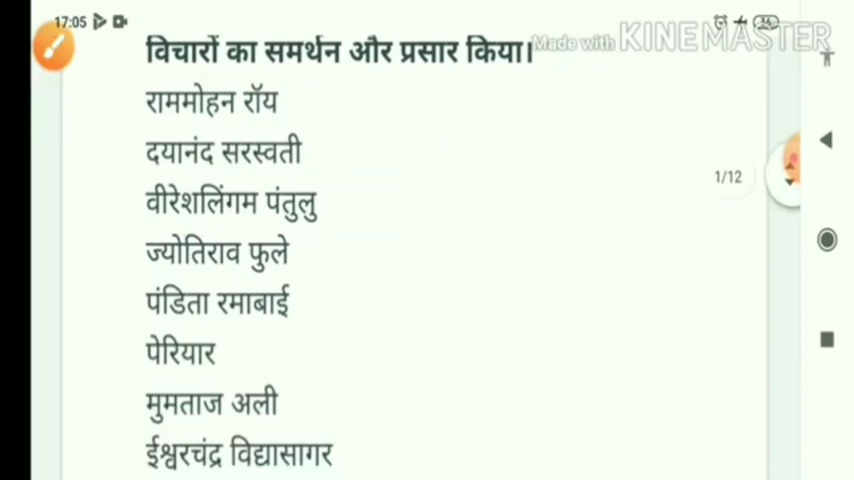 17:05
Made with KINEMASTER
विचारों का समर्थन और प्रसार किया।
राममोहन रॉय
दयानंद सरस्वती
1/12
वीरेशलिंगम पंतुलु
ज्योतिराव फुले
पंडिता रमाबाई
पेरियार
मुमताज अली
ईश्वरचंद्र विद्यासागर